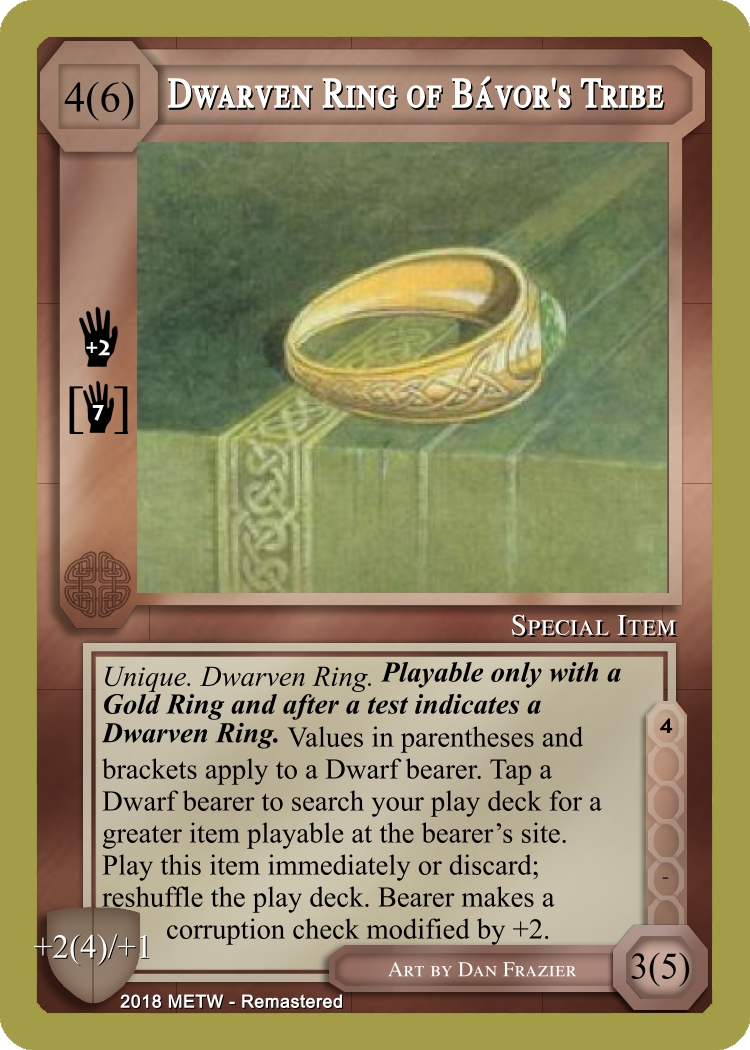 4(6)
Dwarven Ring of Bávor's Tribe
+2
[7]
Special Item
Unique. Dwarven Ring. Playable only with a
Gold Ring and after a test indicates a
Dwarven Ring. Values in parentheses and
brackets apply to a Dwarf bearer. Tap a
Dwarf bearer to search your play deck for a
greater item playable at the bearer’s site.
Play this item immediately or discard;
reshuffle the play deck. Bearer makes a
corruption check modified by +2.
4
-
+2(4)/+1
Art by Dan Frazier
3(5)
2018 METW - Remastered